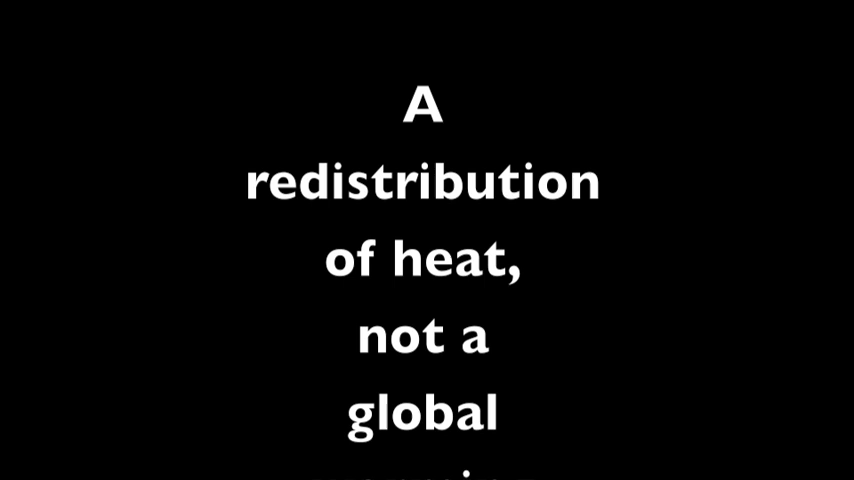 A
redistribution
of heat,
not a
global